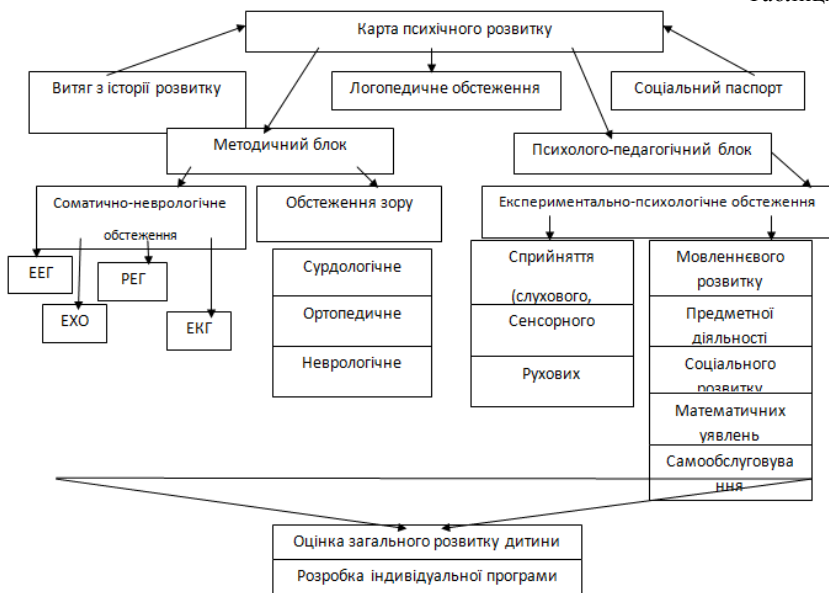 Карта психічного розвитку
Витяг з історії розвитку
Логопедичне обстеження
Соціальний паспорт
Методичний блок
Психолого-педагогічний блок
Соматично-неврологічне
обстеження
Обстеження зору
Експериментально-психологічне обстеження
ЕЕГ
РЕГ
ЕХО
ЕКГ
Сурдологічне
Ортопедичне
Неврологічне
Сприйняття
(слухового,
Сенсорного
Рухових
Мовленнєвого
розвитку
Предметної
діяльності
Соціального
розвитку
Математичних
уявлень
Самообслуговува
ння
Оцінка загального розвитку дитини
Розробка індивідуальної програми